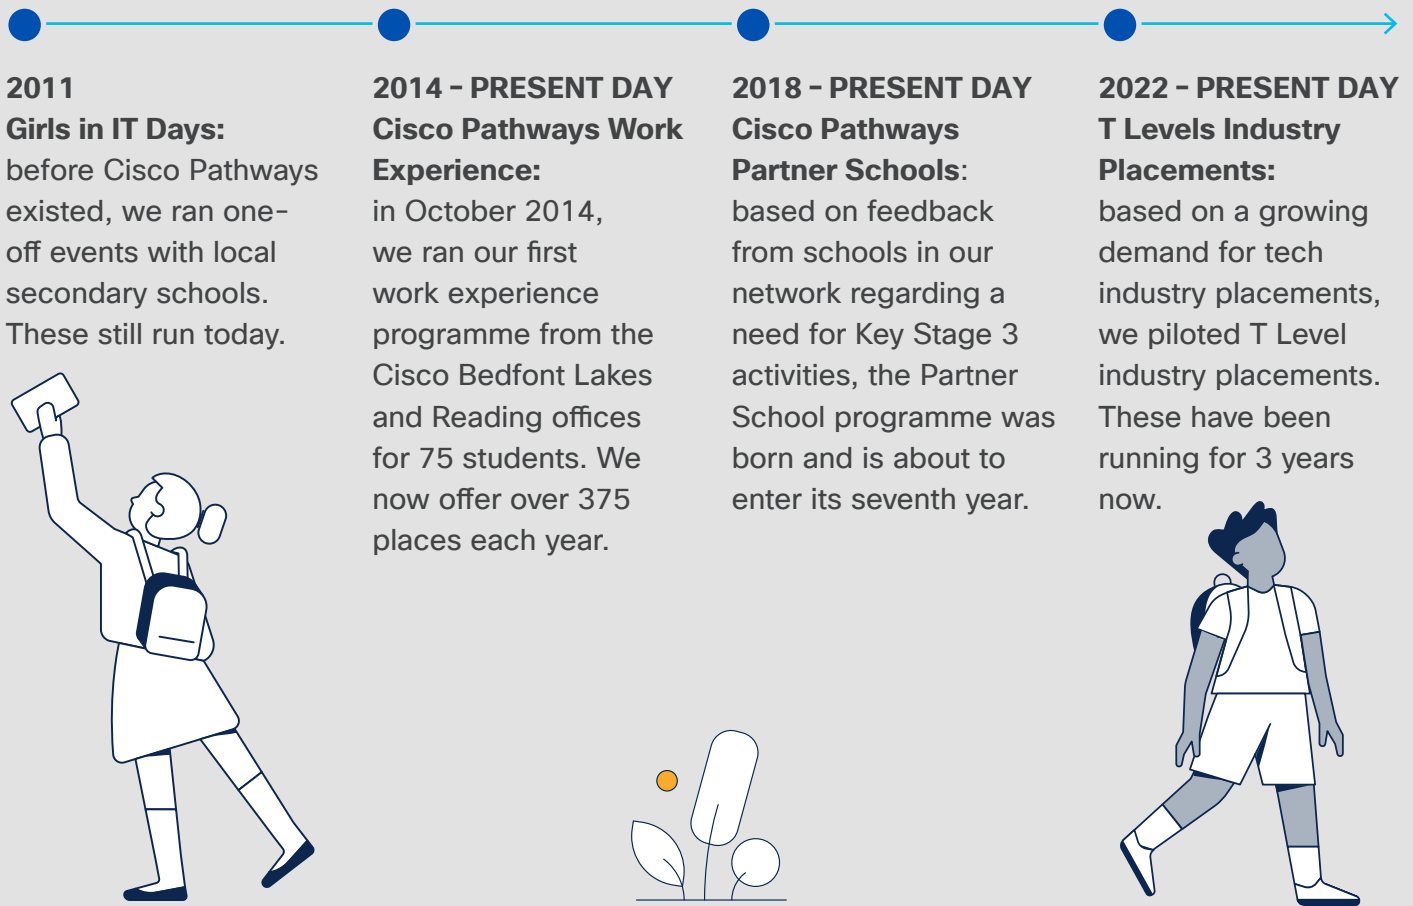 2011
Girls in IT Days:
before Cisco Pathways
existed, we ran one-
off events with local
secondary schools.
These still run today.
2014 – PRESENT DAY
Cisco Pathways Work
Experience:
in October 2014,
we ran our first
work experience
programme from the
Cisco Bedfont Lakes
and Reading offices
for 75 students. We
now offer over 375
places each year.
2018 – PRESENT DAY
Cisco Pathways
Partner Schools:
based on feedback
from schools in our
network regarding a
need for Key Stage 3
activities, the Partner
School programme was
born and is about to
enter its seventh year.
2022 – PRESENT DAY
T Levels Industry
Placements:
based on a growing
demand for tech
industry placements,
we piloted T Level
industry placements.
These have been
running for 3 years
now.